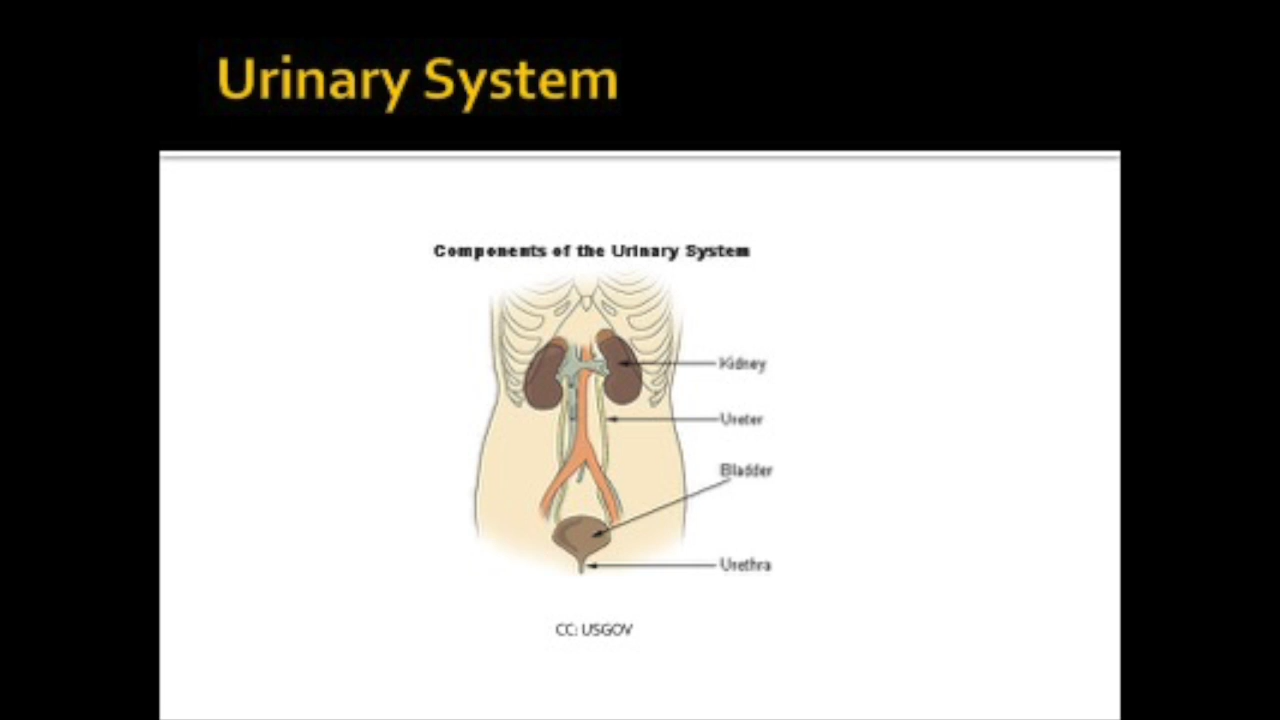 Urinary System
Components of the Urinary System
Kidney
Ureter
Bladder
Urethra
CC: USGOV